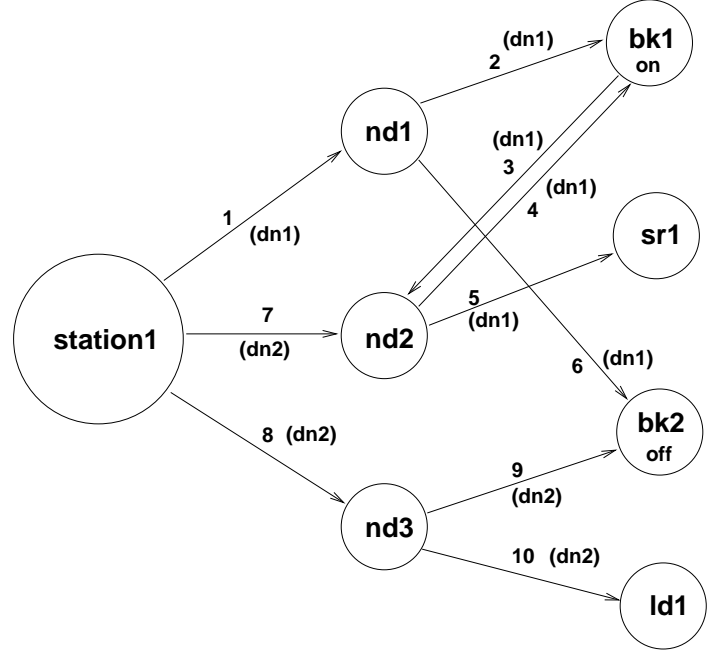 (dn1)
2
bk1
on
nd1
(dn1)
3
(dn1)
4
1
(dn1)
sr1
station1
7
(dn2)
nd2
5
(dn1)
6
(dn1)
8 (dn2)
bk2
off
9
(dn2)
nd3
10 (dn2)
ld1